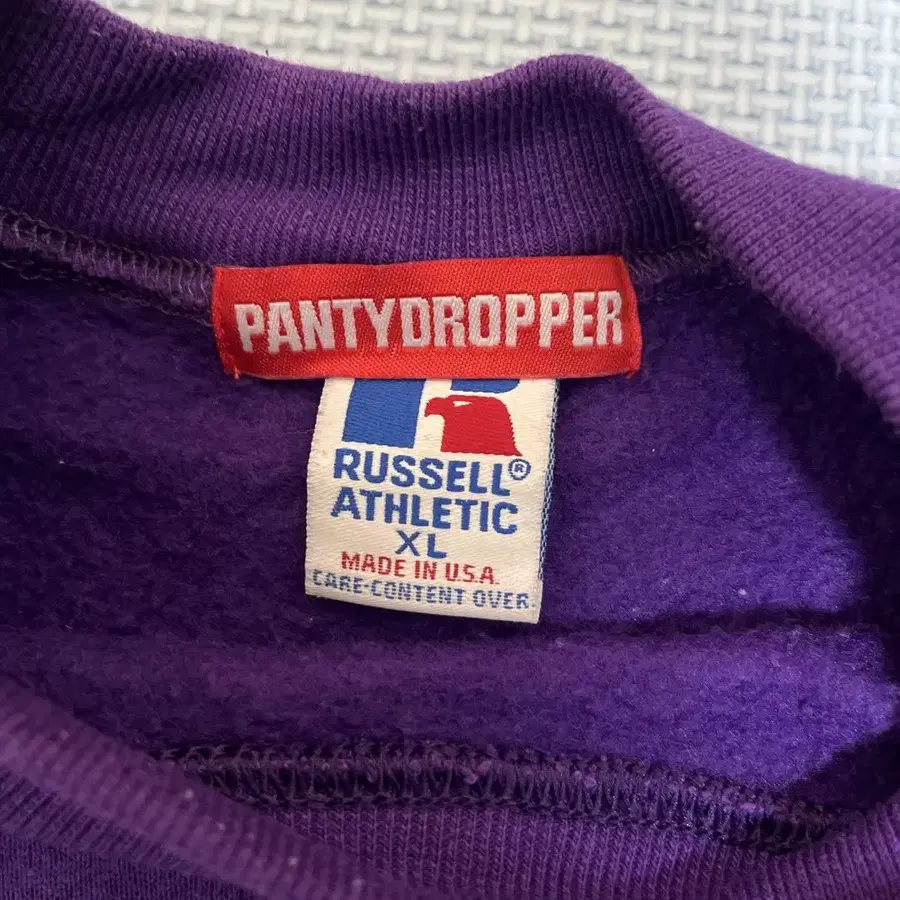 PANTYDROPPER
RUSSELL®
ATHLETIC
XL
MADE IN U.S.A.
CARE-CONTENT OVER